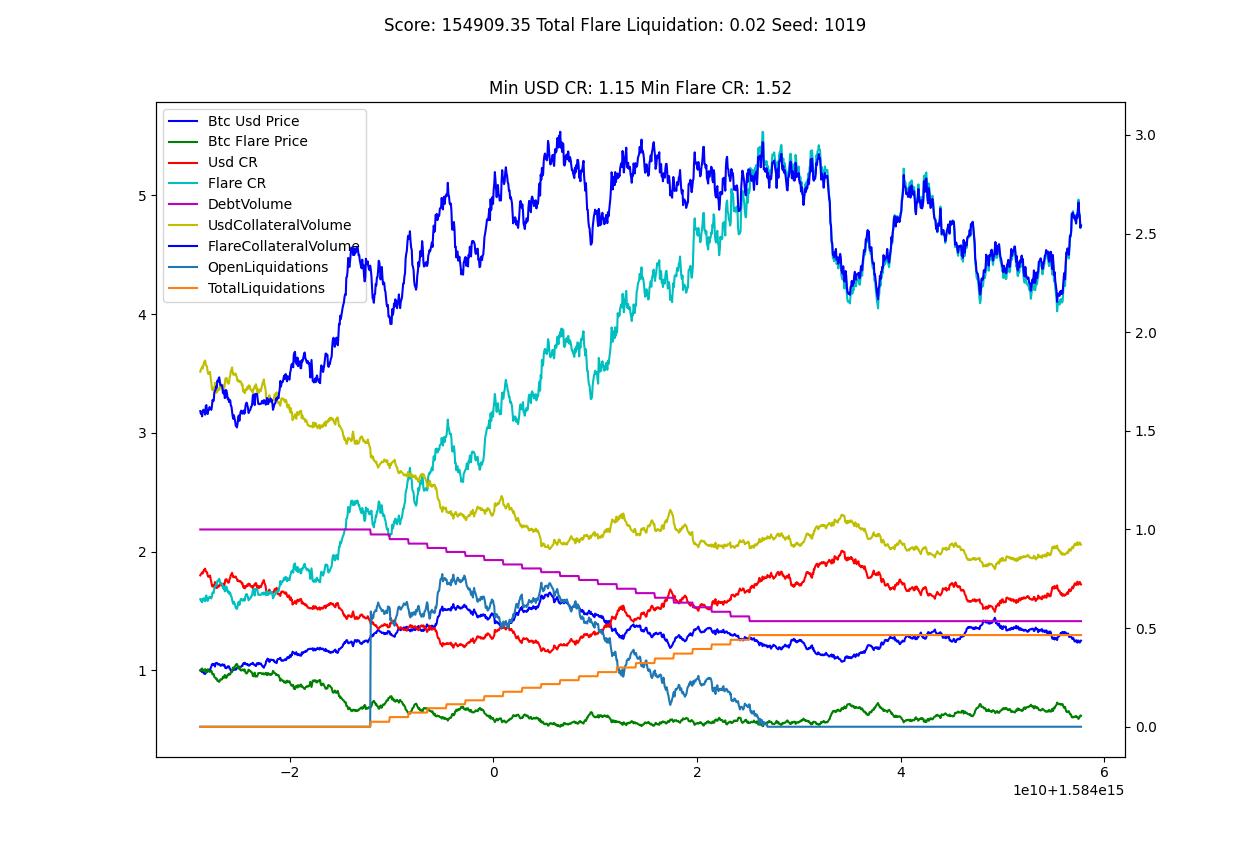 Score: 154909.35 Total Flare Liquidation: 0.02 Seed: 1019
Min USD CR: 1.15 Min Flare CR: 1.52
Btc Usd Price
Btc Flare Price
Usd CR
Flare CR
DebtVolume
UsdCollateralVolume
FlareCollateralVolume
OpenLiquidations
TotalLiquidations
5
4
3
2
1
3.0
2.5
2.0
1.5
1.0
0.5
0.0
−2 0 2 4 6
1e10+1.584e15